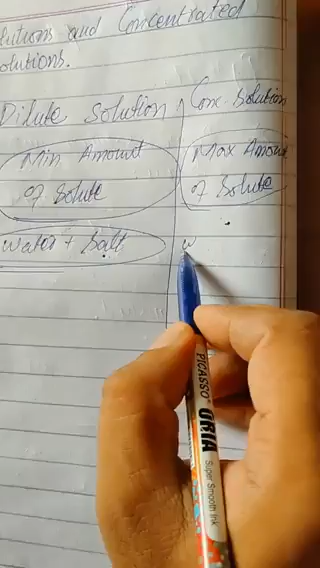 lutions and Concentrated
olutions.
Dilute Solution
Conc Solution
Min Amount
of Solute
Max Amount
of Solute
Water + Salt
w
PICASSO ORIA
Super Smooth Ink